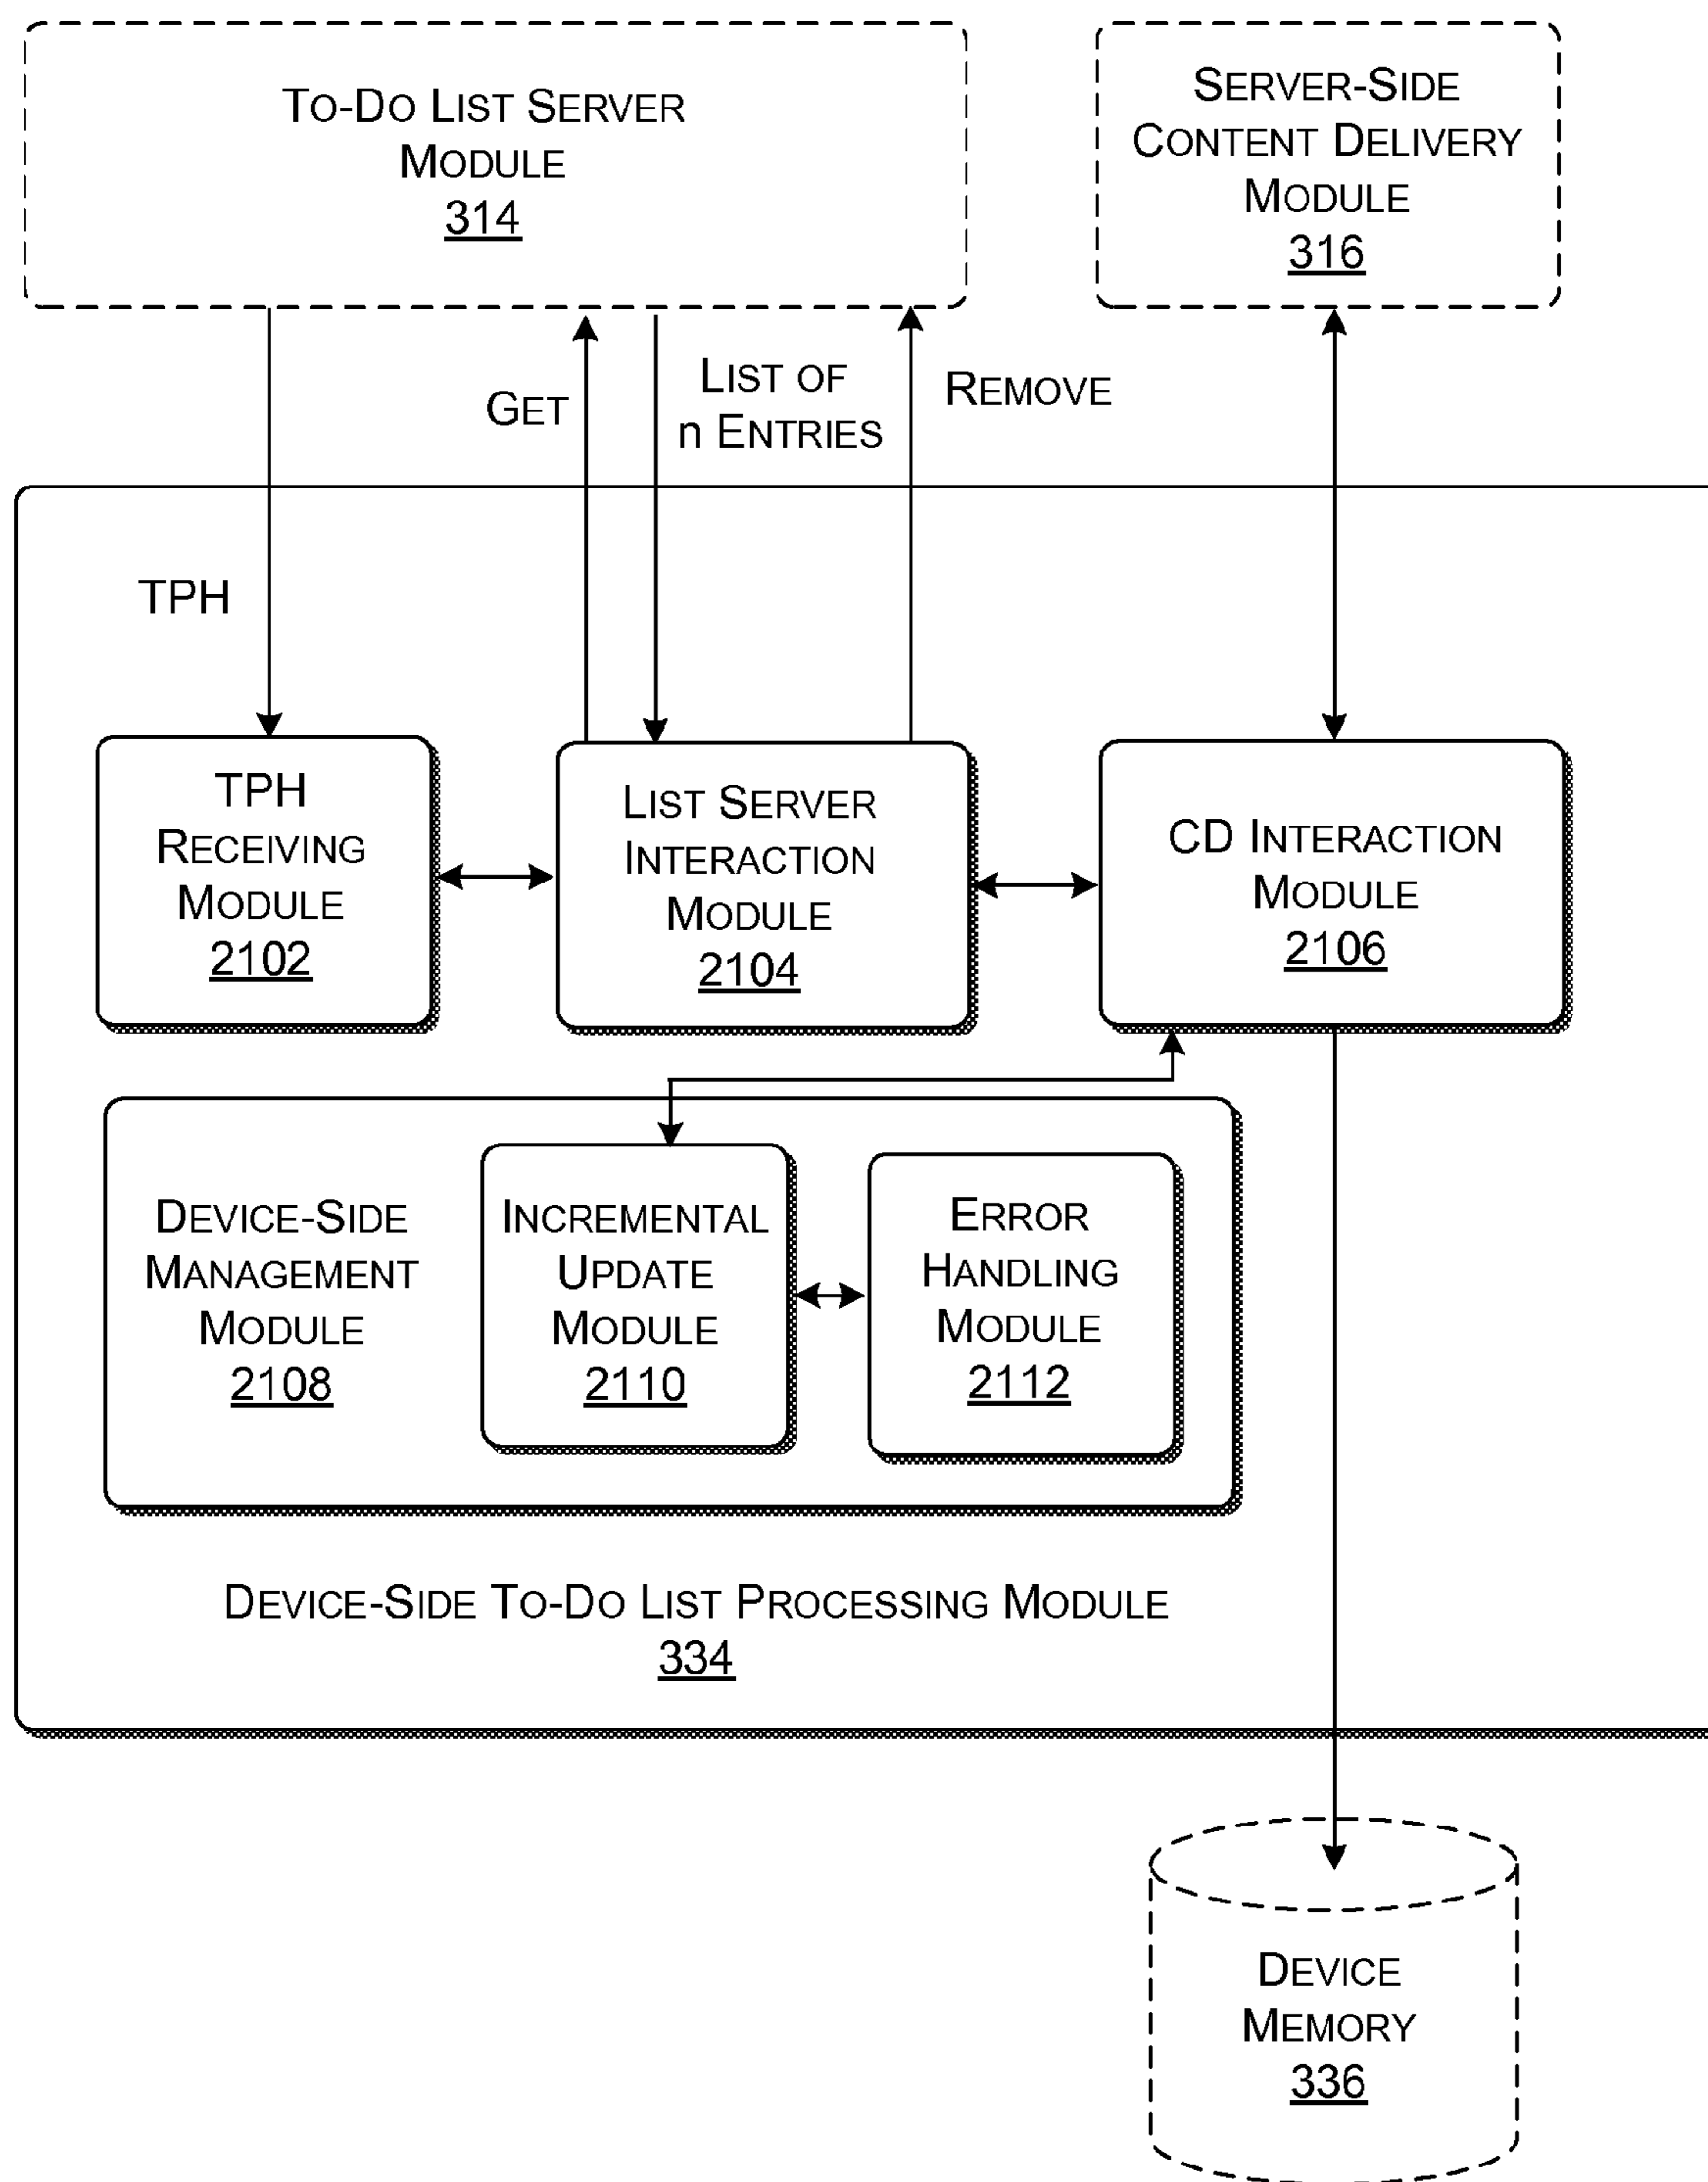 TO-DO LIST SERVER
MODULE
314
SERVER-SIDE
CONTENT DELIVERY
MODULE
316
GET
LIST OF
n ENTRIES
REMOVE
TPH
TPH
RECEIVING
MODULE
2102
LIST SERVER
INTERACTION
MODULE
2104
CD INTERACTION
MODULE
2106
DEVICE-SIDE
MANAGEMENT
MODULE
2108
INCREMENTAL
UPDATE
MODULE
2110
ERROR
HANDLING
MODULE
2112
DEVICE-SIDE TO-DO LIST PROCESSING MODULE
334
DEVICE
MEMORY
336